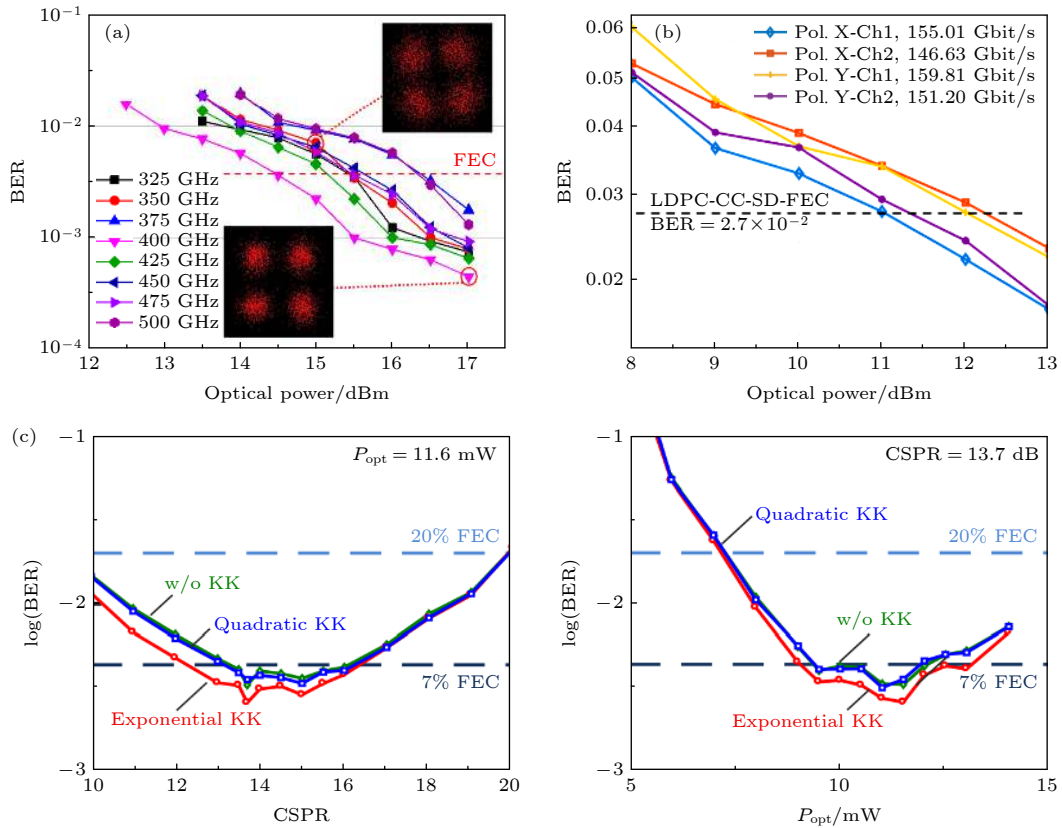 (a)
10⁻¹
10⁻²
10⁻³
10⁻⁴
BER
FEC
325 GHz
350 GHz
375 GHz
400 GHz
425 GHz
450 GHz
475 GHz
500 GHz
12 13 14 15 16 17
Optical power/dBm
(b)
0.06
0.05
0.04
0.03
0.02
BER
Pol. X-Ch1, 155.01 Gbit/s
Pol. X-Ch2, 146.63 Gbit/s
Pol. Y-Ch1, 159.81 Gbit/s
Pol. Y-Ch2, 151.20 Gbit/s
LDPC-CC-SD-FEC
BER = 2.7×10⁻²
8 9 10 11 12 13
Optical power/dBm
(c)
−1
−2
−3
log(BER)
P_opt = 11.6 mW
20% FEC
w/o KK
Quadratic KK
7% FEC
Exponential KK
10 11 12 13 14 15 16 17 18 19 20
CSPR
−1
−2
−3
log(BER)
CSPR = 13.7 dB
Quadratic KK
20% FEC
w/o KK
7% FEC
Exponential KK
5 10 15
P_opt/mW